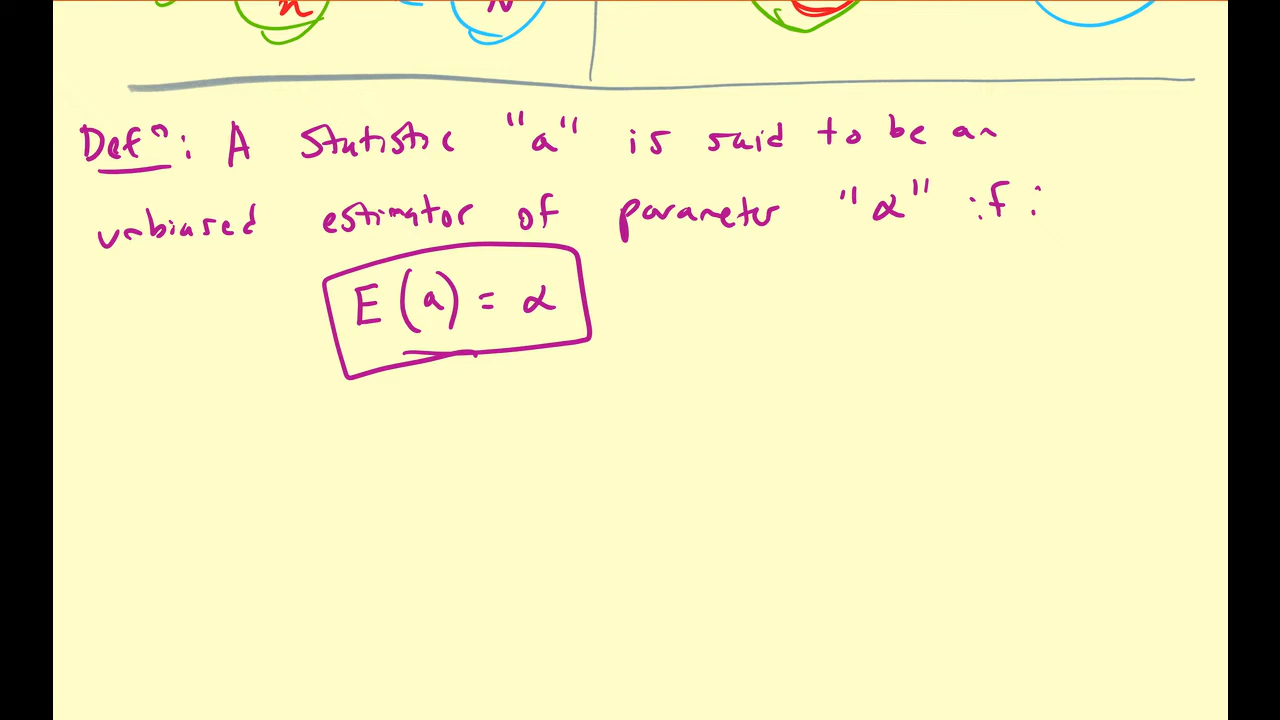 Defⁿ: A statistic "a" is said to be an
unbiased estimator of parameter "α" if:
E(a) = α